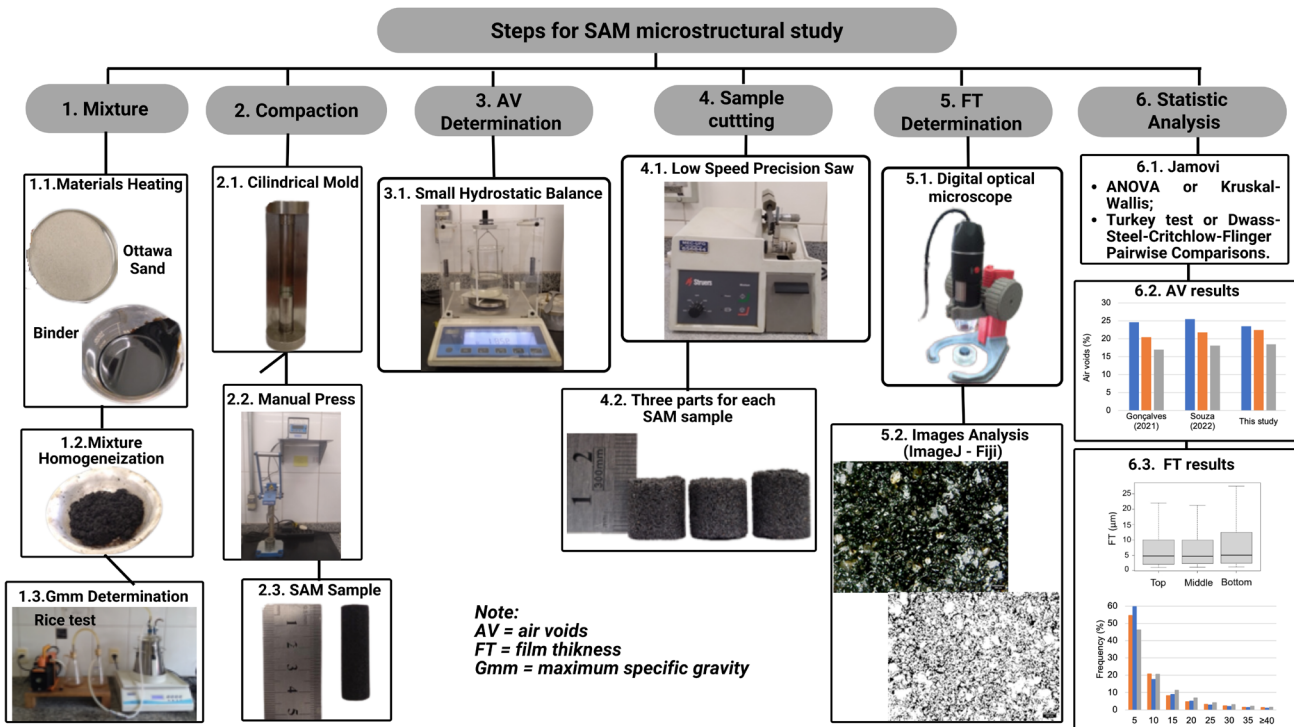 Steps for SAM microstructural study
1. Mixture
2. Compaction
3. AV
Determination
4. Sample
cuttting
5. FT
Determination
6. Statistic
Analysis
1.1.Materials Heating
Ottawa
Sand
Binder
1.2.Mixture
Homogeneization
1.3.Gmm Determination
Rice test
2.1. Cilindrical Mold
2.2. Manual Press
2.3. SAM Sample
1
2
3
4
5
3.1. Small Hydrostatic Balance
Note:
AV = air voids
FT = film thikness
Gmm = maximum specific gravity
4.1. Low Speed Precision Saw
Struers
4.2. Three parts for each
SAM sample
1 2
300mm
5.1. Digital optical
microscope
5.2. Images Analysis
(ImageJ - Fiji)
6.1. Jamovi
• ANOVA or Kruskal-
Wallis;
• Turkey test or Dwass-
Steel-Critchlow-Flinger
Pairwise Comparisons.
6.2. AV results
Air voids (%)
30
25
20
15
10
5
0
Gonçalves
(2021)
Souza
(2022)
This study
6.3. FT results
FT (µm)
25
20
15
10
5
0
Top Middle Bottom
Frequency (%)
60
50
40
30
20
10
0
5 10 15 20 25 30 35 ≥40